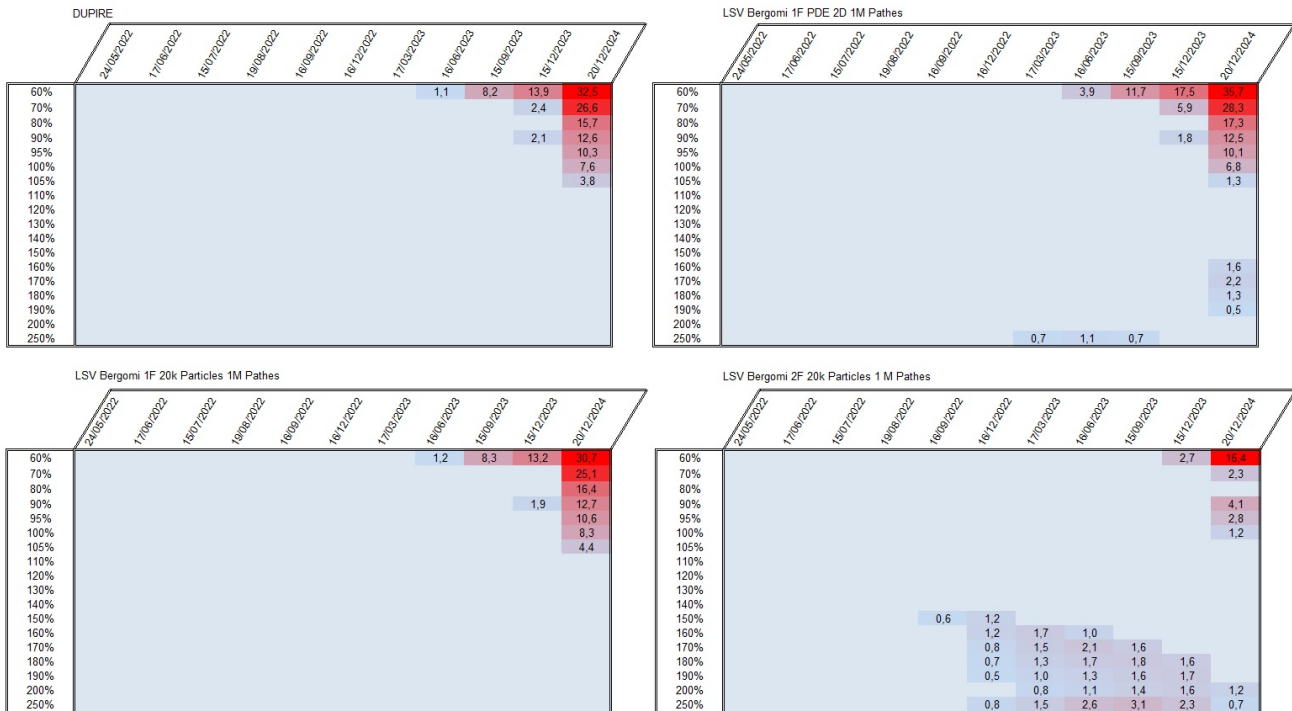 DUPIRE
24/05/2022 17/06/2022 15/07/2022 19/08/2022 16/09/2022 16/12/2022 17/03/2023 16/06/2023 15/09/2023 15/12/2023 20/12/2024
60% 1,1 8,2 13,9 32,5
70% 2,4 26,6
80% 15,7
90% 2,1 12,6
95% 10,3
100% 7,6
105% 3,8
110%
120%
130%
140%
150%
160%
170%
180%
190%
200%
250%
LSV Bergomi 1F PDE 2D 1M Pathes
24/05/2022 17/06/2022 15/07/2022 19/08/2022 16/09/2022 16/12/2022 17/03/2023 16/06/2023 15/09/2023 15/12/2023 20/12/2024
60% 3,9 11,7 17,5 35,7
70% 5,9 28,3
80% 17,3
90% 1,8 12,5
95% 10,1
100% 6,8
105% 1,3
110%
120%
130%
140%
150%
160% 1,6
170% 2,2
180% 1,3
190% 0,5
200%
250% 0,7 1,1 0,7
LSV Bergomi 1F 20k Particles 1M Pathes
24/05/2022 17/06/2022 15/07/2022 19/08/2022 16/09/2022 16/12/2022 17/03/2023 16/06/2023 15/09/2023 15/12/2023 20/12/2024
60% 1,2 8,3 13,2 30,7
70% 25,1
80% 16,4
90% 1,9 12,7
95% 10,6
100% 8,3
105% 4,4
110%
120%
130%
140%
150%
160%
170%
180%
190%
200%
250%
LSV Bergomi 2F 20k Particles 1 M Pathes
24/05/2022 17/06/2022 15/07/2022 19/08/2022 16/09/2022 16/12/2022 17/03/2023 16/06/2023 15/09/2023 15/12/2023 20/12/2024
60% 2,7 16,4
70% 2,3
80%
90% 4,1
95% 2,8
100% 1,2
105%
110%
120%
130%
140%
150% 0,6 1,2
160% 1,2 1,7 1,0
170% 0,8 1,5 2,1 1,6
180% 0,7 1,3 1,7 1,8 1,6
190% 0,5 1,0 1,3 1,6 1,7
200% 0,8 1,1 1,4 1,6 1,2
250% 0,8 1,5 2,6 3,1 2,3 0,7